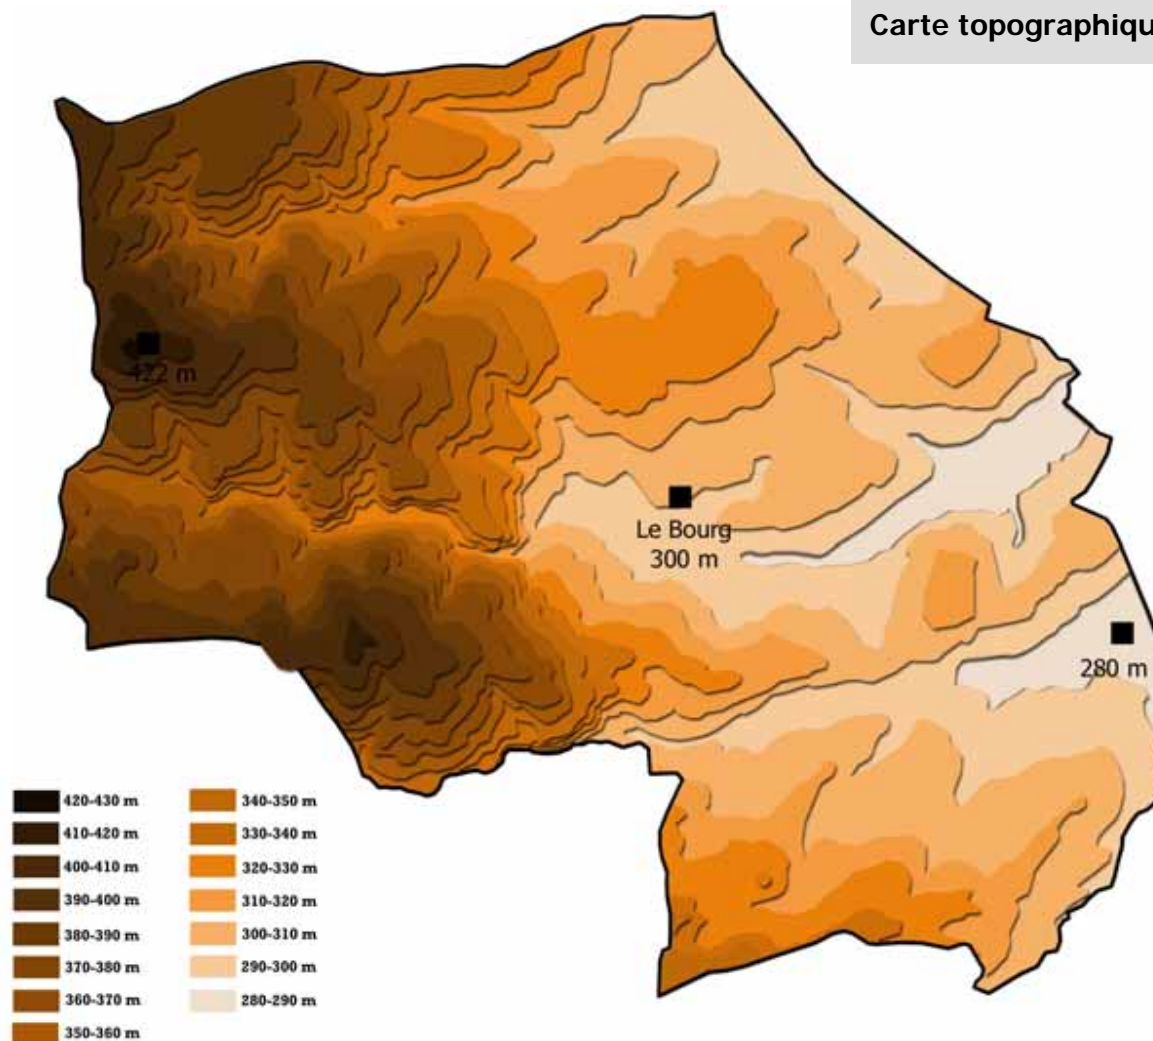 Carte topographiqu
422 m
Le Bourg
300 m
280 m
420-430 m
410-420 m
400-410 m
390-400 m
380-390 m
370-380 m
360-370 m
350-360 m
340-350 m
330-340 m
320-330 m
310-320 m
300-310 m
290-300 m
280-290 m